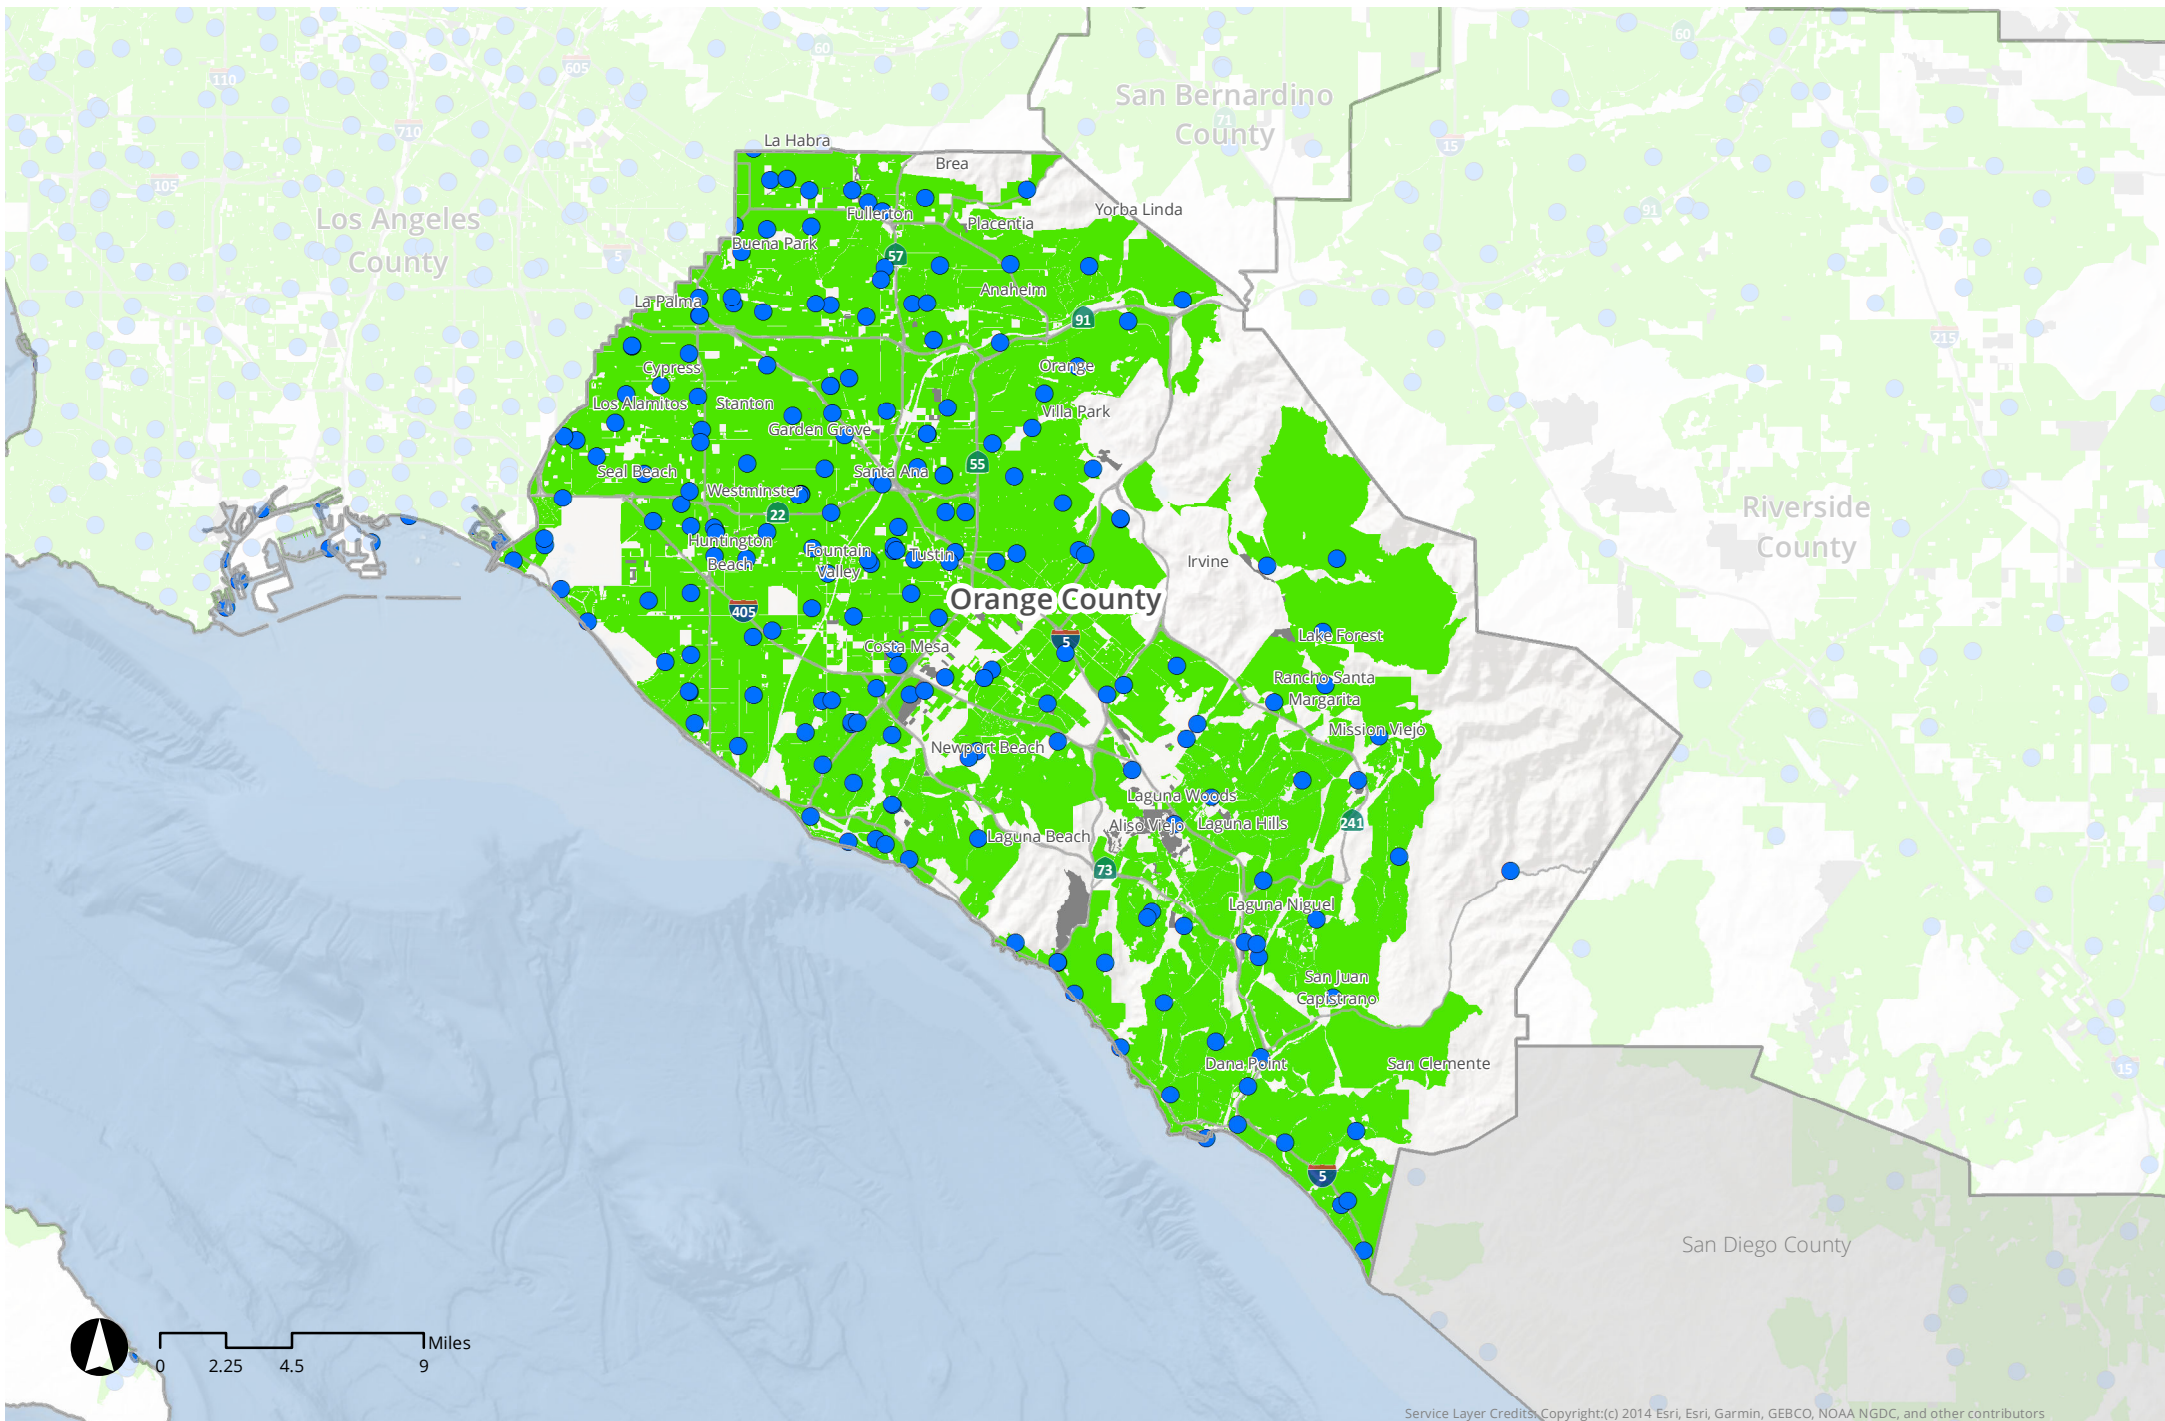 60
60
605
110
San Bernardino
County
71
710
15
La Habra
Brea
105
Los Angeles
County
Fullerton
Placentia
Yorba Linda
91
Buena Park
57
5
La Palma
Anaheim
91
215
Cypress
Orange
Los Alamitos
Stanton
Villa Park
Garden Grove
Seal Beach
Santa Ana
55
Westminster
22
Riverside
County
Huntington
Beach
Fountain
Valley
Tustin
Irvine
Orange County
405
5
Lake Forest
Costa Mesa
Rancho Santa
Margarita
Mission Viejo
Newport Beach
Laguna Woods
Aliso Viejo
Laguna Hills
241
Laguna Beach
73
Laguna Niguel
San Juan
Capistrano
Dana Point
San Clemente
15
5
San Diego County
Miles
0 2.25 4.5 9
Service Layer Credits: Copyright:(c) 2014 Esri, Esri, Garmin, GEBCO, NOAA NGDC, and other contributors